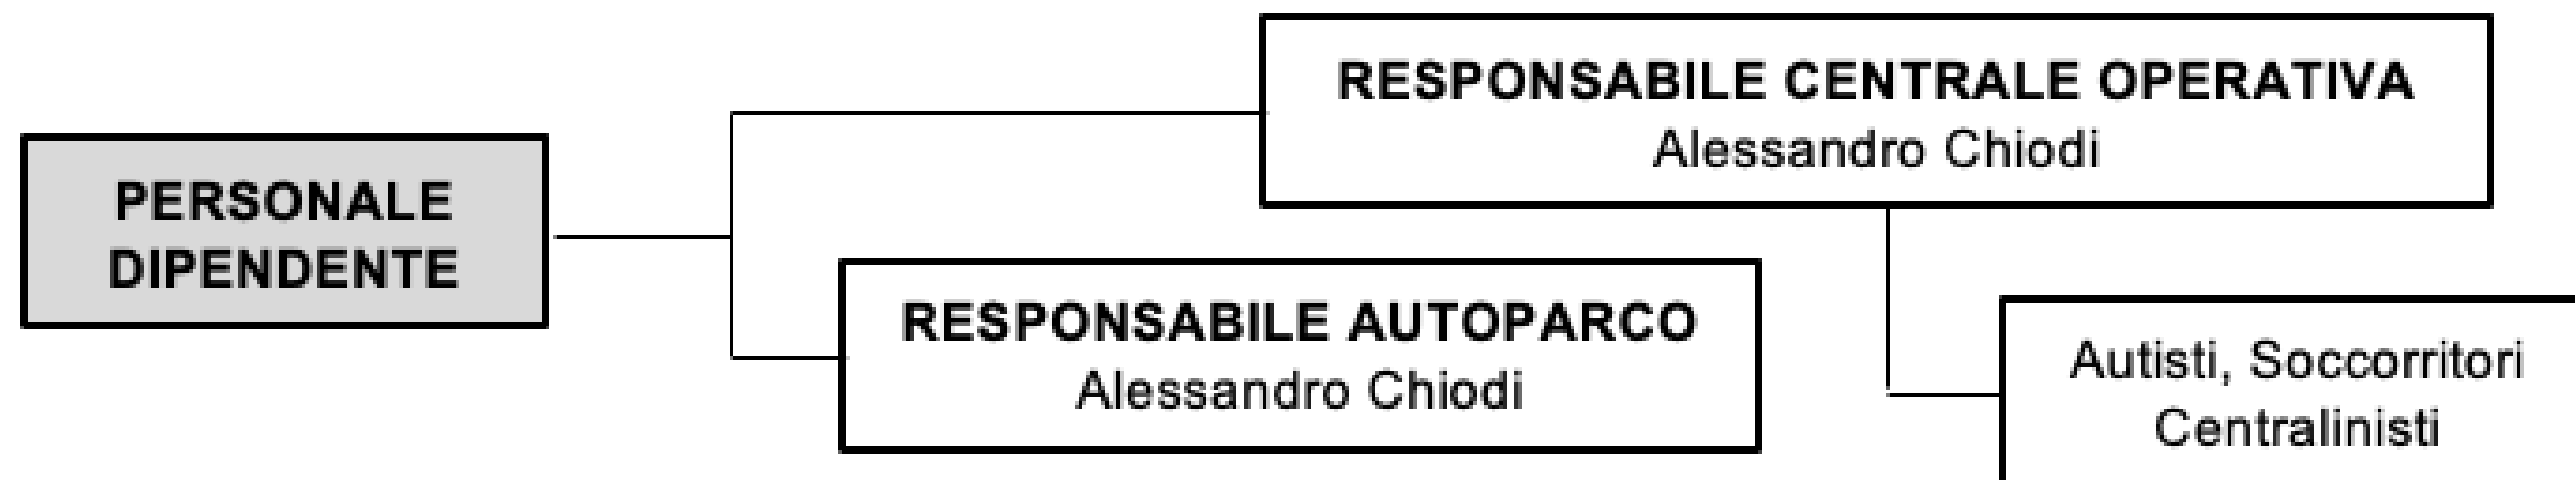 PERSONALE
DIPENDENTE
RESPONSABILE CENTRALE OPERATIVA
Alessandro Chiodi
RESPONSABILE AUTOPARCO
Alessandro Chiodi
Autisti, Soccorritori
Centralinisti